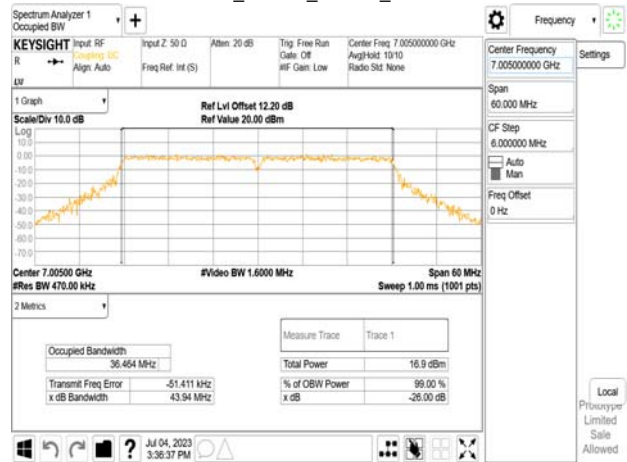 Spectrum Analyzer 1
Occupied BW
Frequency
KEYSIGHT
R
Input: RF
Coupling: DC
Align: Auto
Input Z: 50 Ω
Freq Ref: Int (S)
Atten: 20 dB
Trig: Free Run
Gate: Off
#IF Gain: Low
Center Freq: 7.005000000 GHz
Avg|Hold: 10/10
Radio Std: None
LW
1 Graph
Scale/Div 10.0 dB
Ref Lvl Offset 12.20 dB
Ref Value 20.00 dBm
Log
10.0
0.00
-10.0
-20.0
-30.0
-40.0
-50.0
-60.0
-70.0
Center 7.00500 GHz
#Res BW 470.00 kHz
#Video BW 1.6000 MHz
Span 60 MHz
Sweep 1.00 ms (1001 pts)
2 Metrics
Measure Trace
Trace 1
Occupied Bandwidth
36.464 MHz
Total Power
16.9 dBm
Transmit Freq Error
-51.411 kHz
% of OBW Power
99.00 %
x dB Bandwidth
43.94 MHz
x dB
-26.00 dB
Center Frequency
7.005000000 GHz
Settings
Span
60.000 MHz
CF Step
6.000000 MHz
Auto
Man
Freq Offset
0 Hz
Local
Prototype
Limited
Sale
Allowed
?
Jul 04, 2023
3:36:37 PM